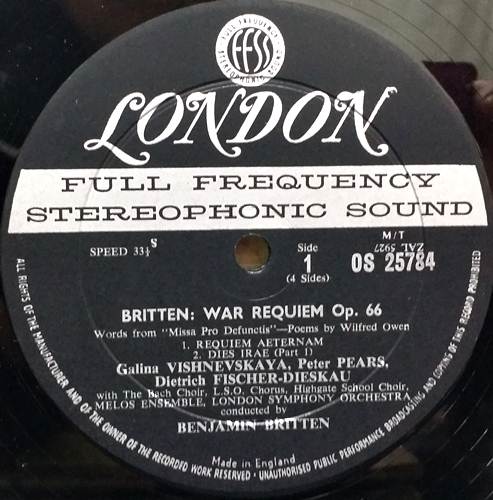 FULL FREQUENCY
FFSS
STEREOPHONIC SOUND
LONDON
FULL FREQUENCY
STEREOPHONIC SOUND
SPEED 33⅓ S
Side
1
(4 Sides)
M/T
ZAL 5927
OS 25784
BRITTEN: WAR REQUIEM Op. 66
Words from "Missa Pro Defunctis"—Poems by Wilfred Owen
1. REQUIEM AETERNAM
2. DIES IRAE (Part 1)
Galina VISHNEVSKAYA, Peter PEARS,
Dietrich FISCHER-DIESKAU
with The Bach Choir, L.S.O. Chorus, Highgate School Choir,
MELOS ENSEMBLE, LONDON SYMPHONY ORCHESTRA
conducted by
BENJAMIN BRITTEN
Made in England
ALL RIGHTS OF THE MANUFACTURER AND OF THE OWNER OF THE RECORDED WORK RESERVED · UNAUTHORISED PUBLIC PERFORMANCE BROADCASTING AND COPYING OF THIS RECORD PROHIBITED